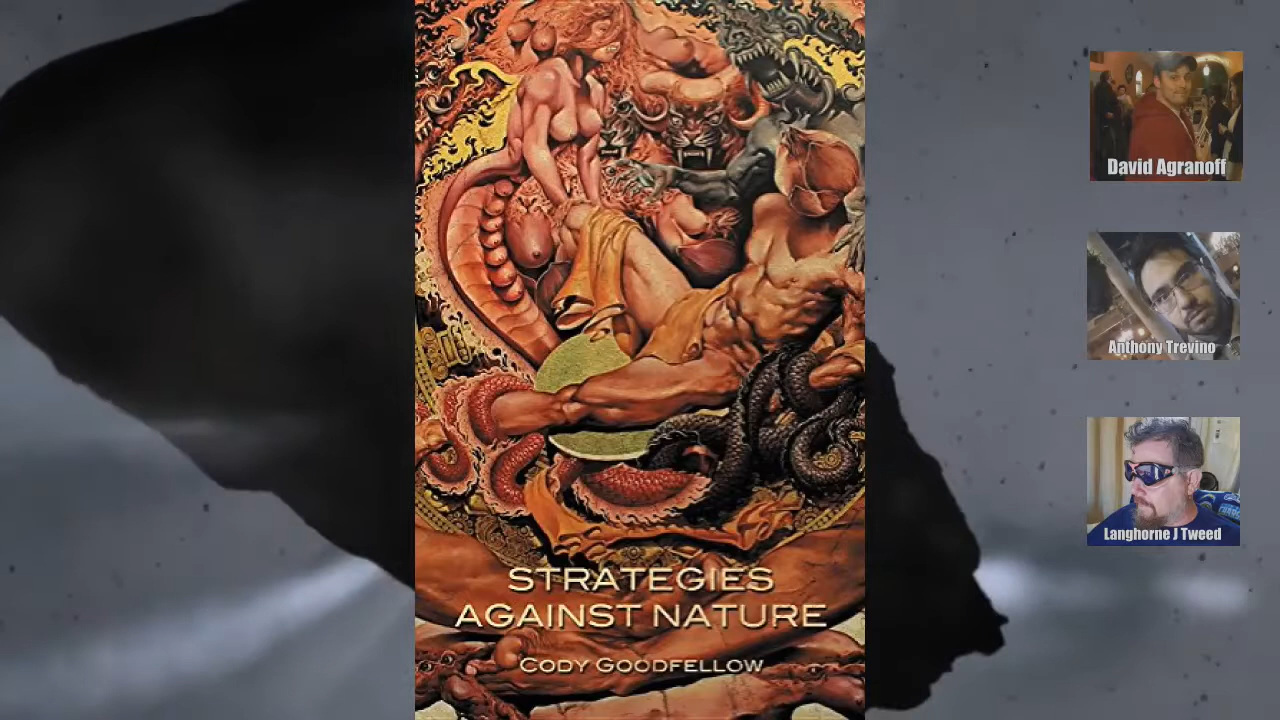 David Agranoff
Anthony Trevino
Langhorne J Tweed
STRATEGIES
AGAINST NATURE
CODY GOODFELLOW